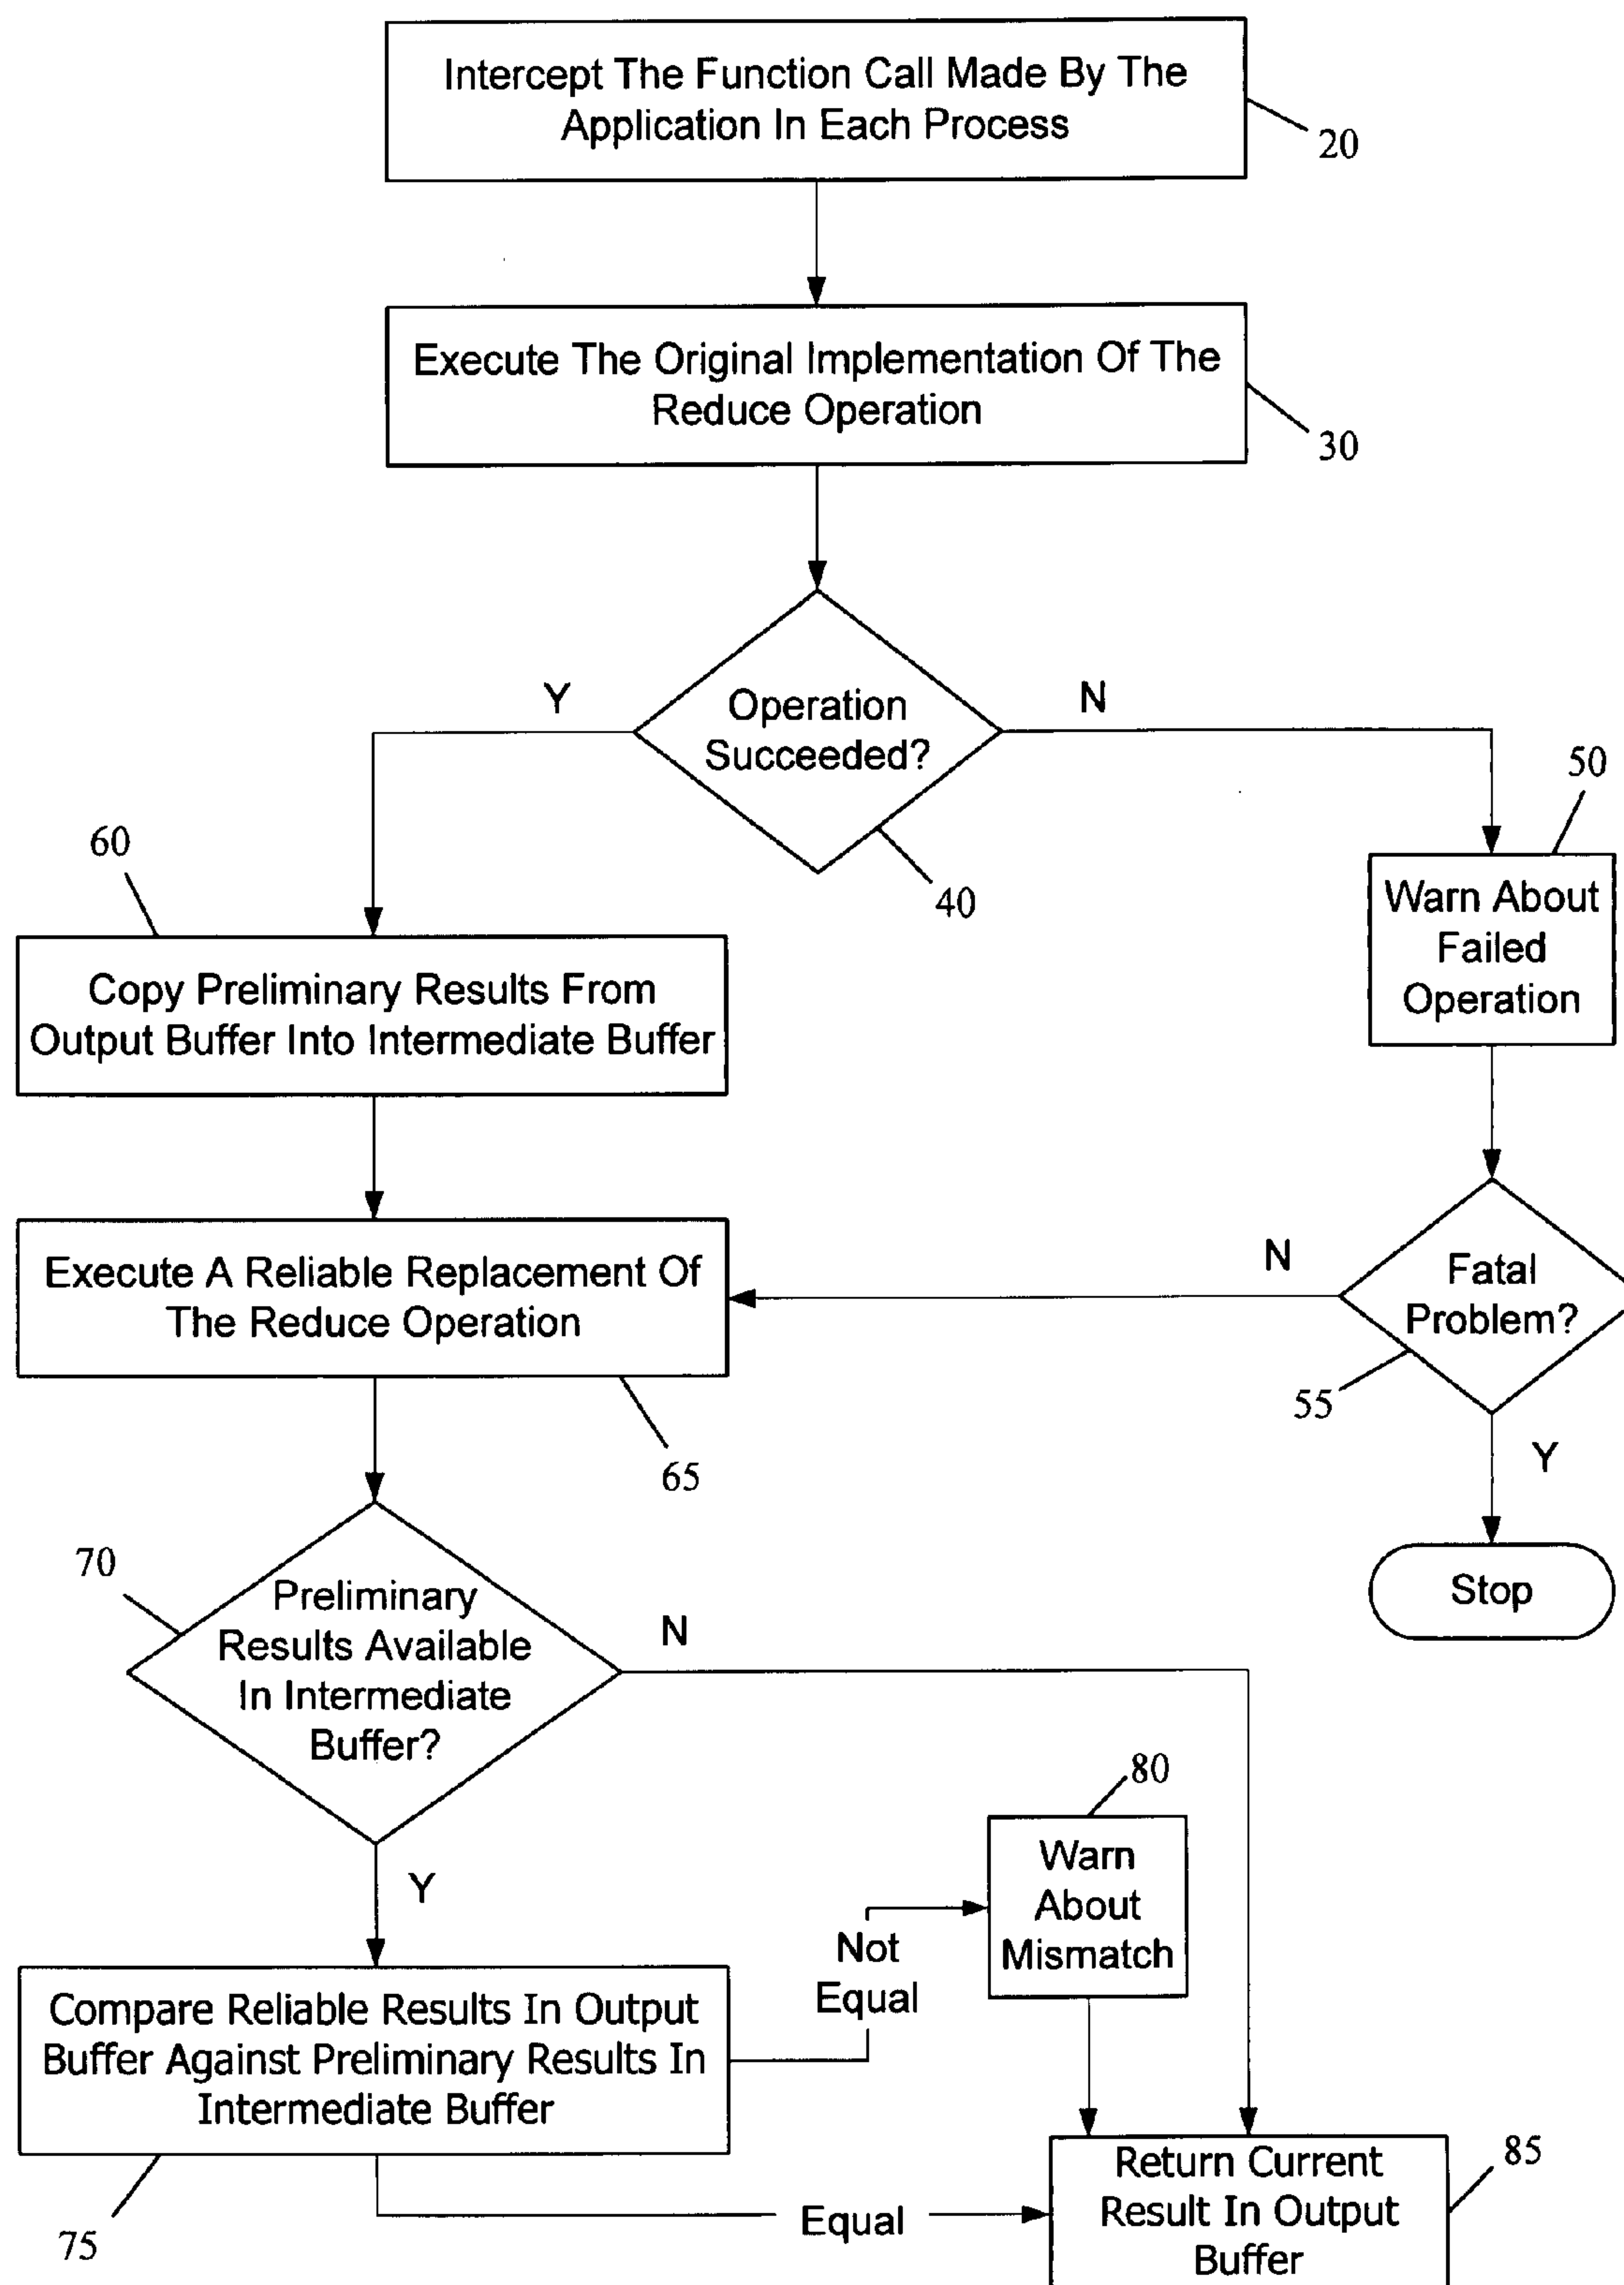 Intercept The Function Call Made By The
Application In Each Process
20
Execute The Original Implementation Of The
Reduce Operation
30
Operation
Succeeded?
Y
N
40
50
Warn About
Failed
Operation
60
Copy Preliminary Results From
Output Buffer Into Intermediate Buffer
Execute A Reliable Replacement Of
The Reduce Operation
65
N
Fatal
Problem?
55
Y
Stop
70
Preliminary
Results Available
In Intermediate
Buffer?
N
Y
80
Warn
About
Mismatch
Not
Equal
Compare Reliable Results In Output
Buffer Against Preliminary Results In
Intermediate Buffer
75
Equal
Return Current
Result In Output
Buffer
85